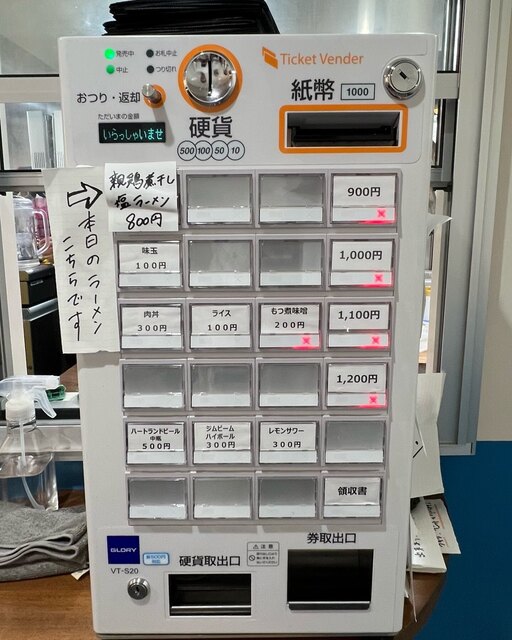 発売中
お札中止
中止
つり切れ
Ticket Vender
おつり・返却
ただいまの金額
いらっしゃいませ
硬貨
500 100 50 10
紙幣
1000
本日のラーメン
こちらです
親鶏煮干し
塩ラーメン
800円
900円
味玉
100円
1,000円
肉丼
300円
ライス
100円
もつ煮味噌
200円
1,100円
1,200円
ハートランドビール
中瓶
500円
ジムビーム
ハイボール
300円
レモンサワー
300円
領収書
GLORY
VT-S20
硬貨取出口
注意
券取出口